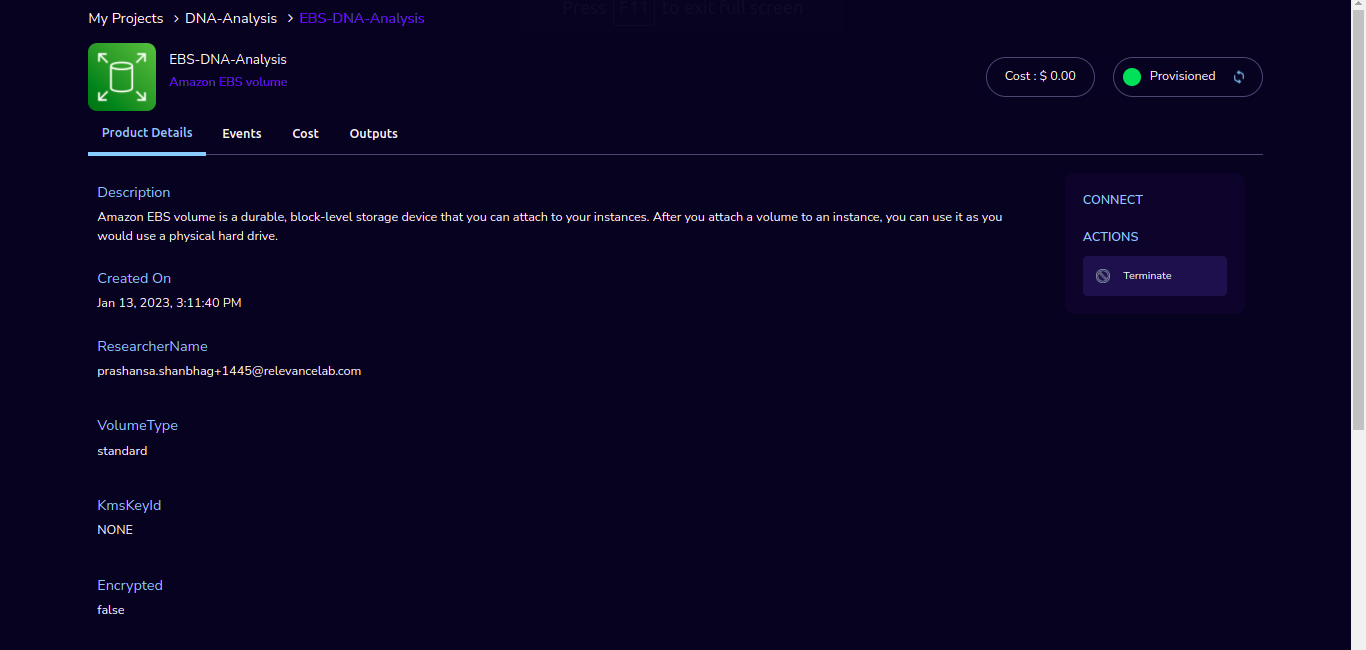 Press F11 to exit full screen
My Projects > DNA-Analysis > EBS-DNA-Analysis
EBS-DNA-Analysis
Amazon EBS volume
Cost : $ 0.00
Provisioned
Product Details Events Cost Outputs
Description
Amazon EBS volume is a durable, block-level storage device that you can attach to your instances. After you attach a volume to an instance, you can use it as you
would use a physical hard drive.
Created On
Jan 13, 2023, 3:11:40 PM
ResearcherName
prashansa.shanbhag+1445@relevancelab.com
VolumeType
standard
KmsKeyId
NONE
Encrypted
false
CONNECT
ACTIONS
Terminate